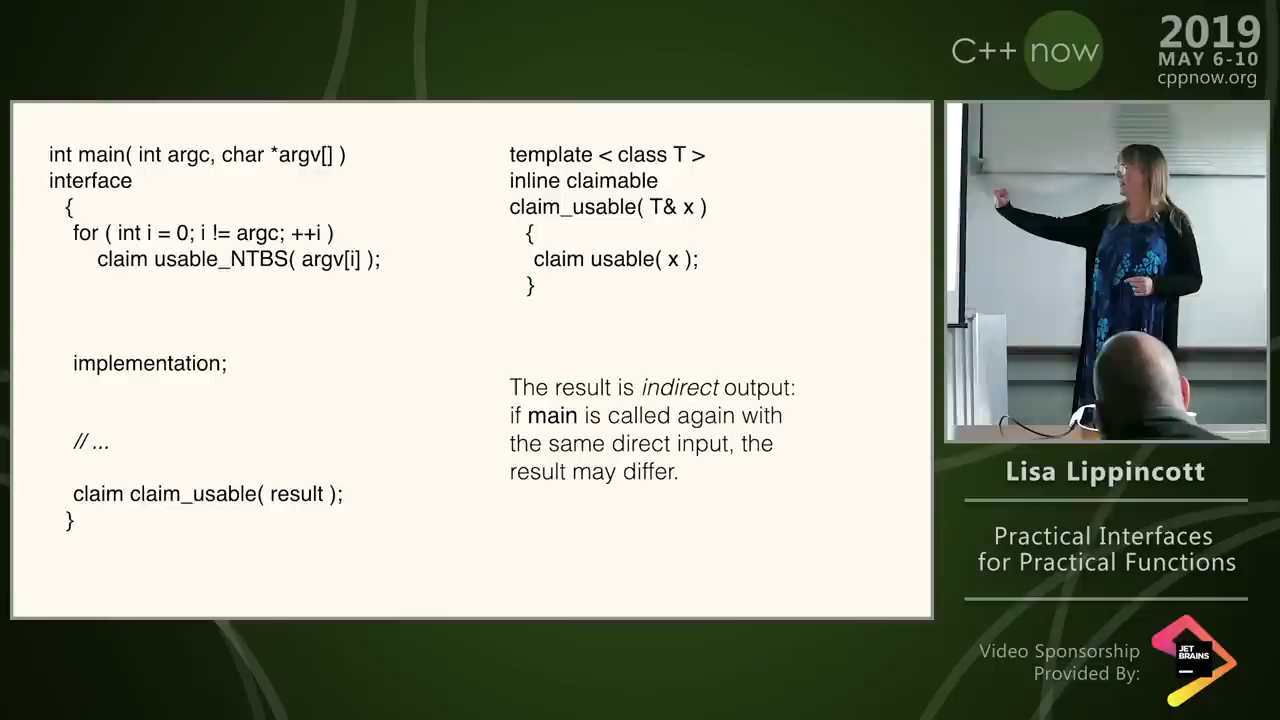 C++ now
2019
MAY 6-10
cppnow.org
int main( int argc, char *argv[] )
interface
{
for ( int i = 0; i != argc; ++i )
claim usable_NTBS( argv[i] );
implementation;
// ...
claim claim_usable( result );
}
template < class T >
inline claimable
claim_usable( T& x )
{
claim usable( x );
}
The result is indirect output:
if main is called again with
the same direct input, the
result may differ.
Lisa Lippincott
Practical Interfaces
for Practical Functions
Video Sponsorship
Provided By:
JET
BRAINS